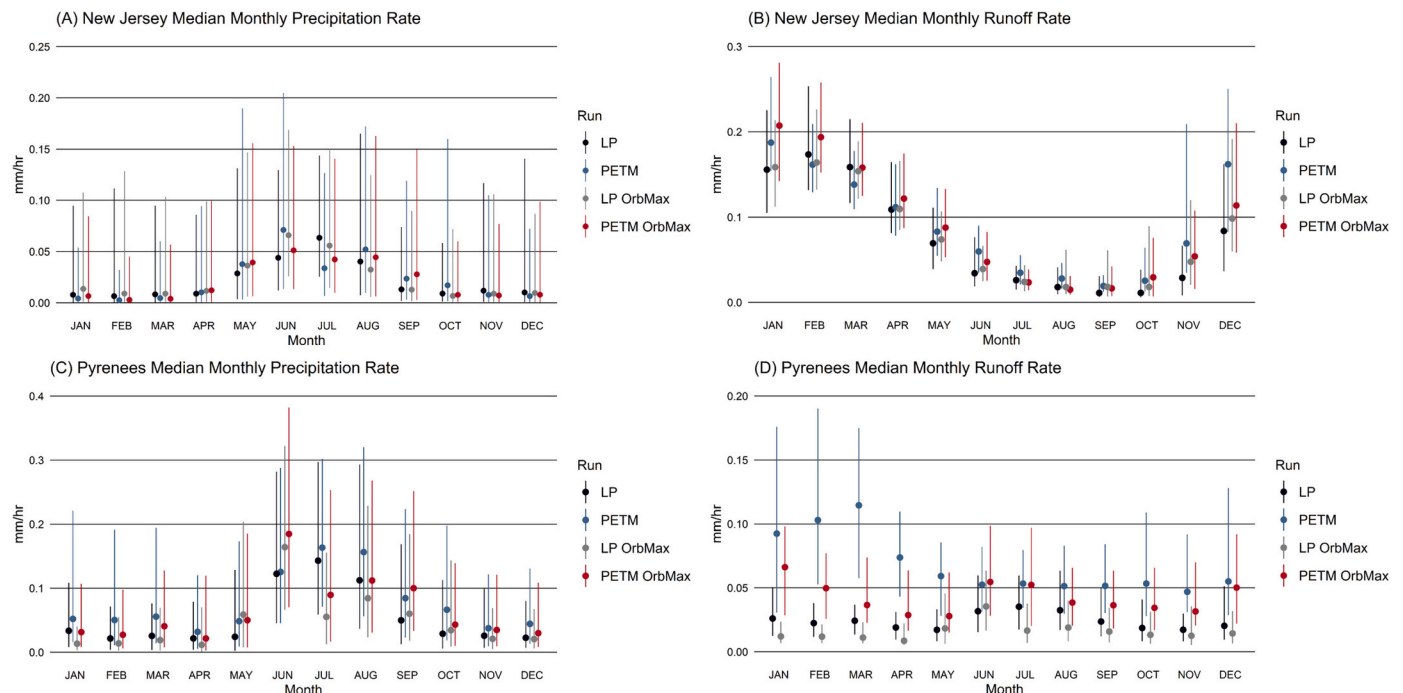 (A) New Jersey Median Monthly Precipitation Rate
0.25
0.20
0.15
0.10
0.05
0.00
mm/hr
JAN FEB MAR APR MAY JUN JUL AUG SEP OCT NOV DEC
Month
Run
LP
PETM
LP OrbMax
PETM OrbMax
(B) New Jersey Median Monthly Runoff Rate
0.3
0.2
0.1
0.0
mm/hr
JAN FEB MAR APR MAY JUN JUL AUG SEP OCT NOV DEC
Month
Run
LP
PETM
LP OrbMax
PETM OrbMax
(C) Pyrenees Median Monthly Precipitation Rate
0.4
0.3
0.2
0.1
0.0
mm/hr
JAN FEB MAR APR MAY JUN JUL AUG SEP OCT NOV DEC
Month
Run
LP
PETM
LP OrbMax
PETM OrbMax
(D) Pyrenees Median Monthly Runoff Rate
0.20
0.15
0.10
0.05
0.00
mm/hr
JAN FEB MAR APR MAY JUN JUL AUG SEP OCT NOV DEC
Month
Run
LP
PETM
LP OrbMax
PETM OrbMax